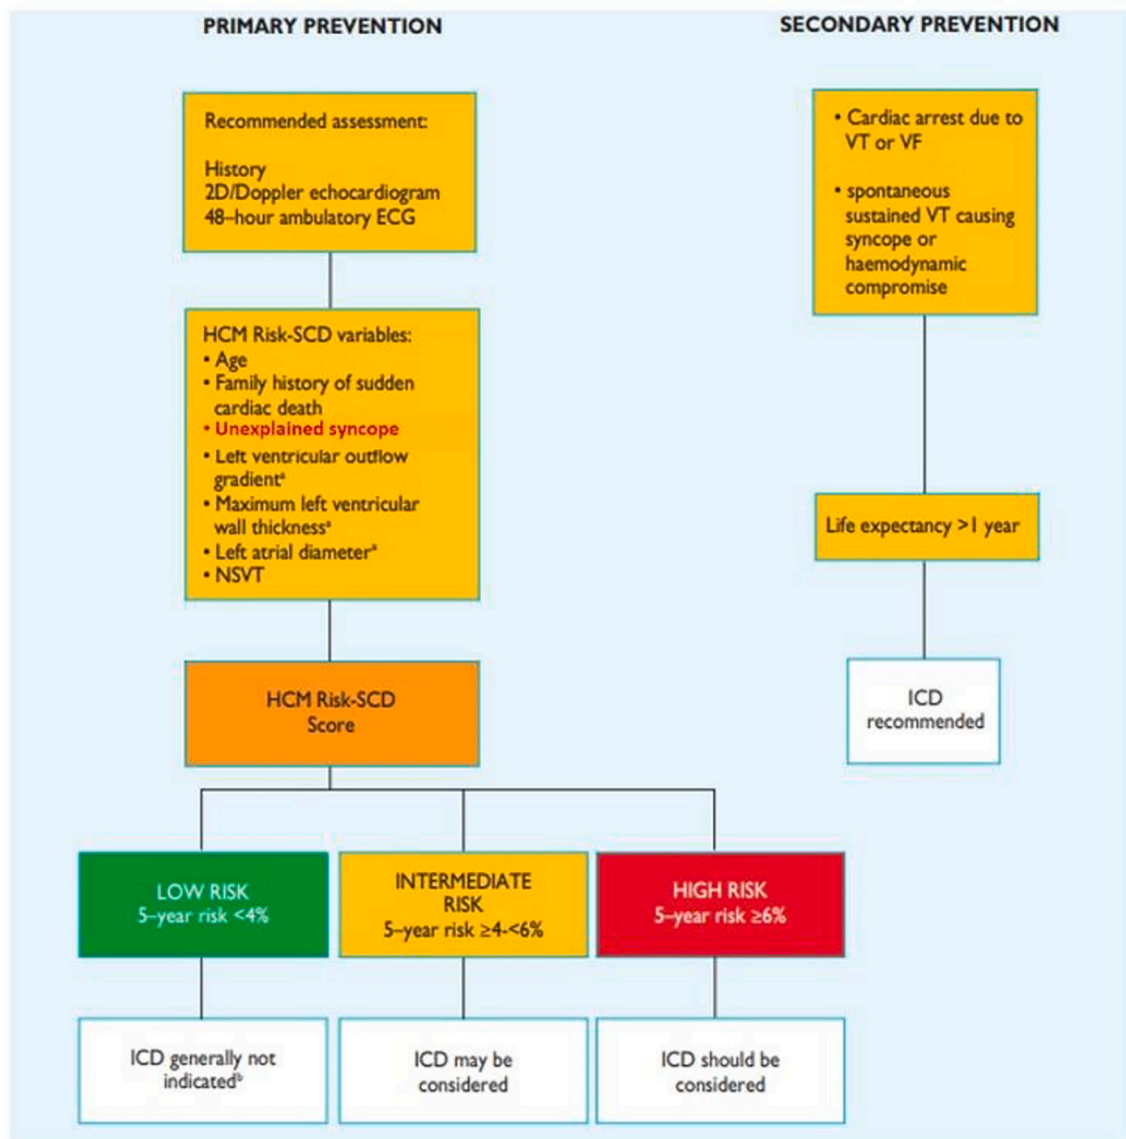 PRIMARY PREVENTION
SECONDARY PREVENTION
Recommended assessment:
History
2D/Doppler echocardiogram
48–hour ambulatory ECG
• Cardiac arrest due to
VT or VF
• spontaneous
sustained VT causing
syncope or
haemodynamic
compromise
HCM Risk-SCD variables:
• Age
• Family history of sudden
cardiac death
• Unexplained syncope
• Left ventricular outflow
gradientᵃ
• Maximum left ventricular
wall thicknessᵃ
• Left atrial diameterᵃ
• NSVT
Life expectancy >1 year
HCM Risk-SCD
Score
ICD
recommended
LOW RISK
5–year risk <4%
INTERMEDIATE
RISK
5–year risk ≥4-<6%
HIGH RISK
5–year risk ≥6%
ICD generally not
indicatedᵇ
ICD may be
considered
ICD should be
considered